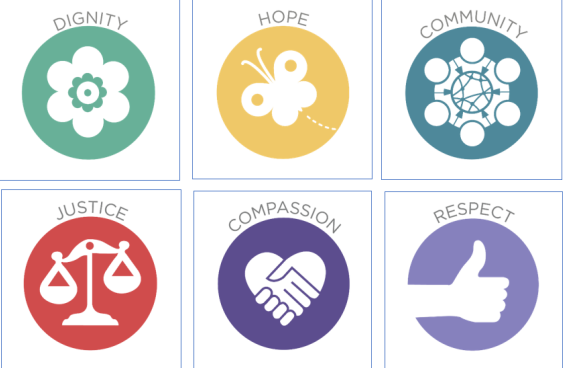 DIGNITY
HOPE
COMMUNITY
JUSTICE
COMPASSION
RESPECT